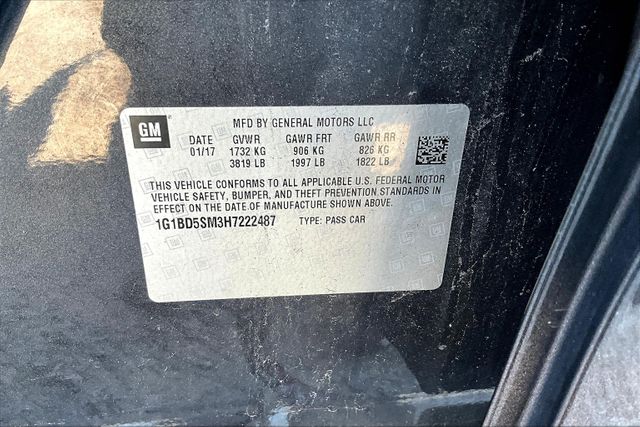 GM
MFD BY GENERAL MOTORS LLC
DATE GVWR GAWR FRT GAWR RR
01/17 1732 KG 906 KG 826 KG
3819 LB 1997 LB 1822 LB
THIS VEHICLE CONFORMS TO ALL APPLICABLE U.S. FEDERAL MOTOR
VEHICLE SAFETY, BUMPER, AND THEFT PREVENTION STANDARDS IN
EFFECT ON THE DATE OF MANUFACTURE SHOWN ABOVE.
1G1BD5SM3H7222487 TYPE: PASS CAR